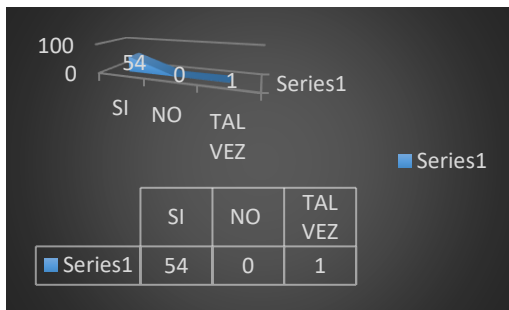 100
0
54 0 1
Series1
SI NO TAL
VEZ
Series1
SI NO TAL
VEZ
Series1 54 0 1